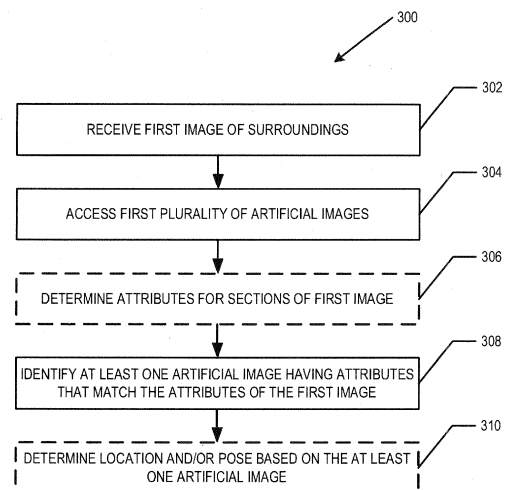 300
302
RECEIVE FIRST IMAGE OF SURROUNDINGS
304
ACCESS FIRST PLURALITY OF ARTIFICIAL IMAGES
306
DETERMINE ATTRIBUTES FOR SECTIONS OF FIRST IMAGE
308
IDENTIFY AT LEAST ONE ARTIFICIAL IMAGE HAVING ATTRIBUTES
THAT MATCH THE ATTRIBUTES OF THE FIRST IMAGE
310
DETERMINE LOCATION AND/OR POSE BASED ON THE AT LEAST
ONE ARTIFICIAL IMAGE